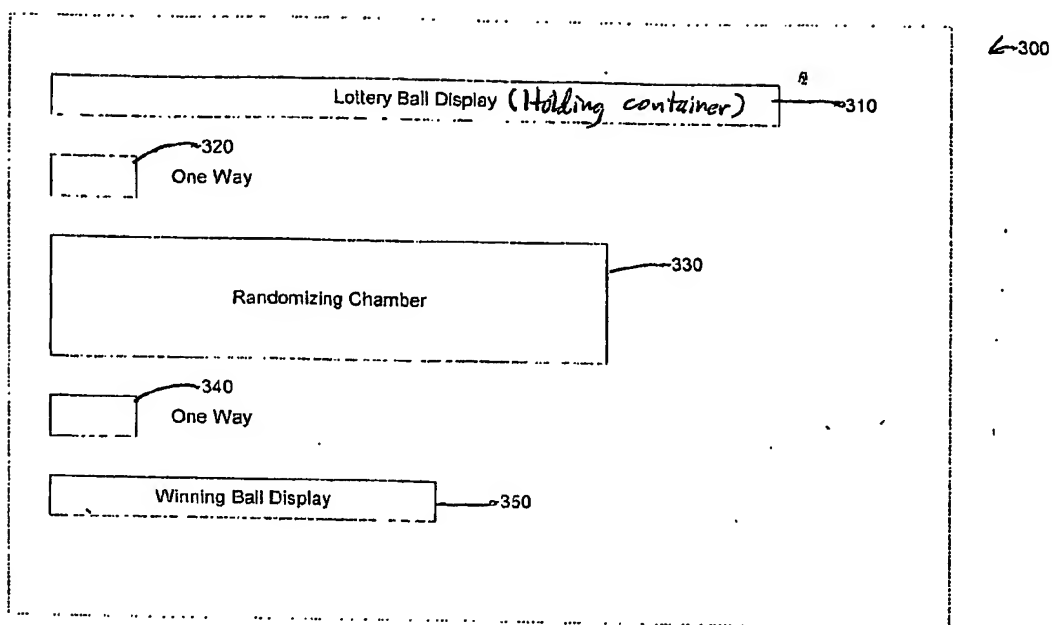 300
Lottery Ball Display (Holding container) 310
320
One Way
330
Randomizing Chamber
340
One Way
Winning Ball Display 350